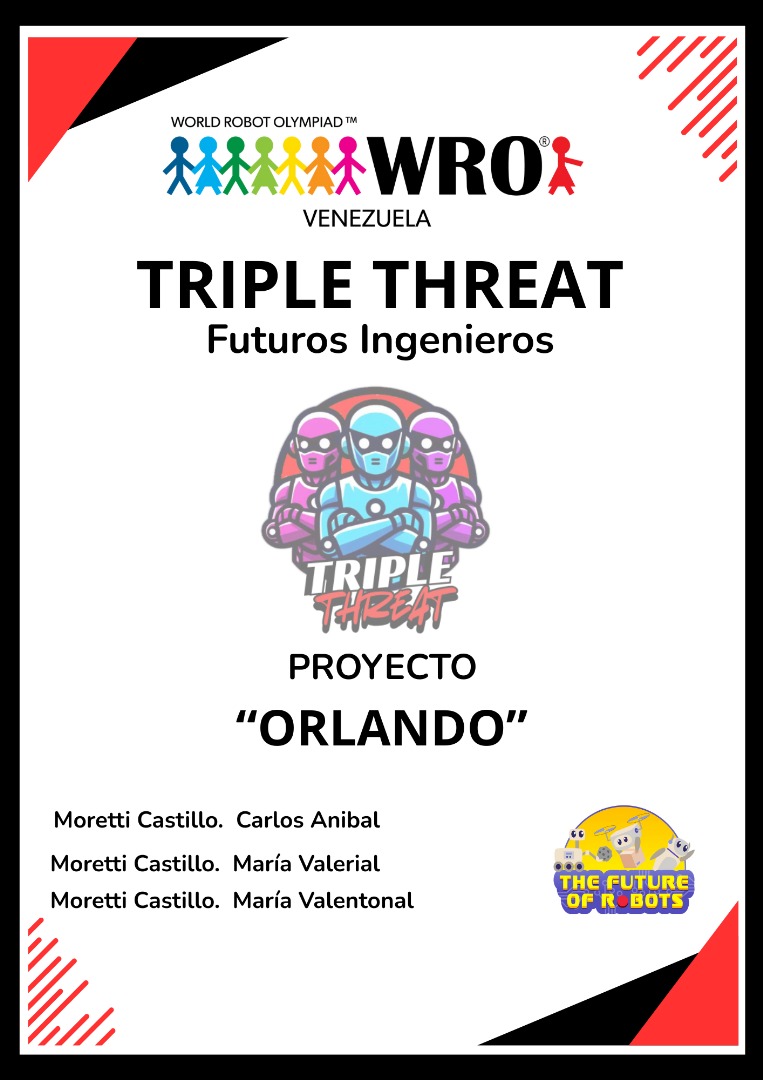 WORLD ROBOT OLYMPIAD™
WRO®
VENEZUELA
TRIPLE THREAT
Futuros Ingenieros
TRIPLE
THREAT
PROYECTO
“ORLANDO”
Moretti Castillo. Carlos Anibal
Moretti Castillo. María Valerial
Moretti Castillo. María Valentonal
THE FUTURE
OF ROBOTS